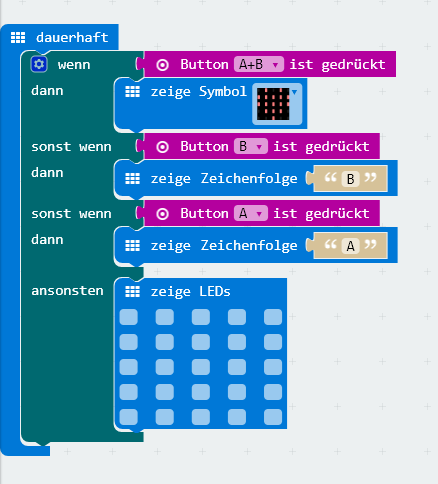 dauerhaft
wenn Button A+B ist gedrückt
dann zeige Symbol
sonst wenn Button B ist gedrückt
dann zeige Zeichenfolge “ B ”
sonst wenn Button A ist gedrückt
dann zeige Zeichenfolge “ A ”
ansonsten zeige LEDs